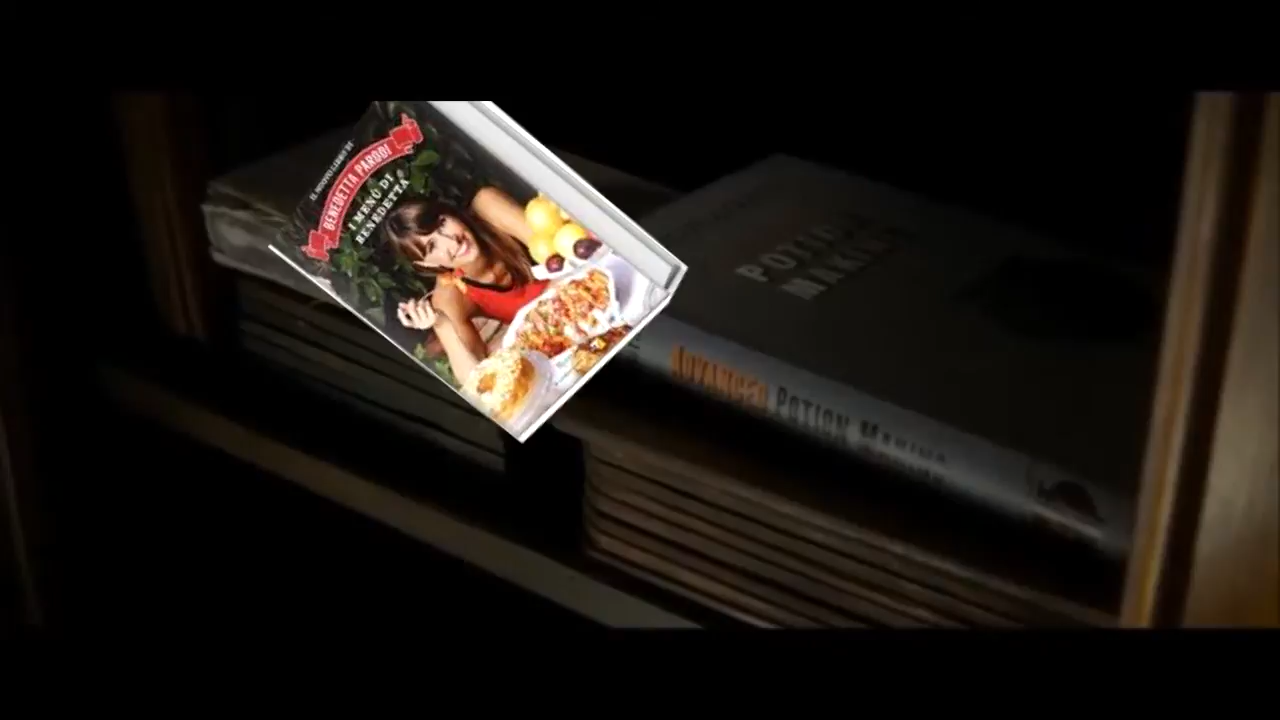 IL NUOVO LIBRO DI
BENEDETTA PARODI
I MENÙ DI
BENEDETTA
POTION
MAKING
ADVANCED POTION MAKING